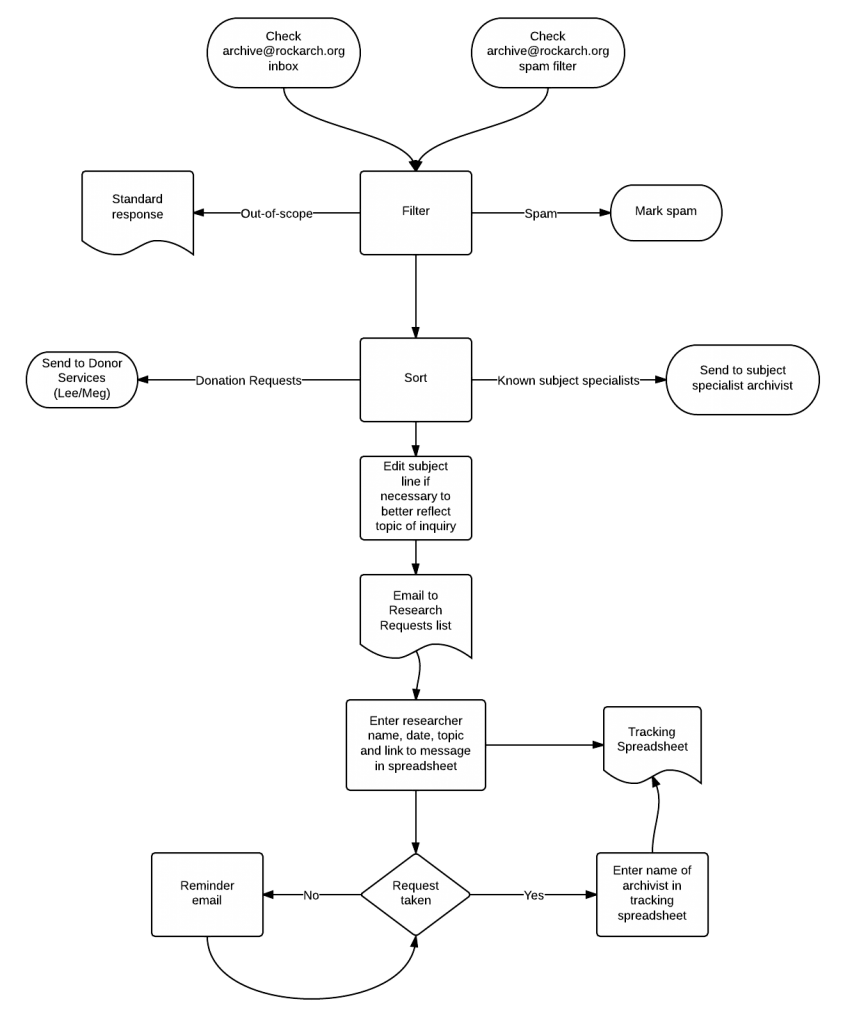 Check
archive@rockarch.org
inbox
Check
archive@rockarch.org
spam filter
Standard
response
Out-of-scope
Filter
Spam
Mark spam
Send to Donor
Services
(Lee/Meg)
Donation Requests
Sort
Known subject specialists
Send to subject
specialist archivist
Edit subject
line if
necessary to
better reflect
topic of inquiry
Email to
Research
Requests list
Enter researcher
name, date, topic
and link to message
in spreadsheet
Tracking
Spreadsheet
Reminder
email
No
Request
taken
Yes
Enter name of
archivist in
tracking
spreadsheet